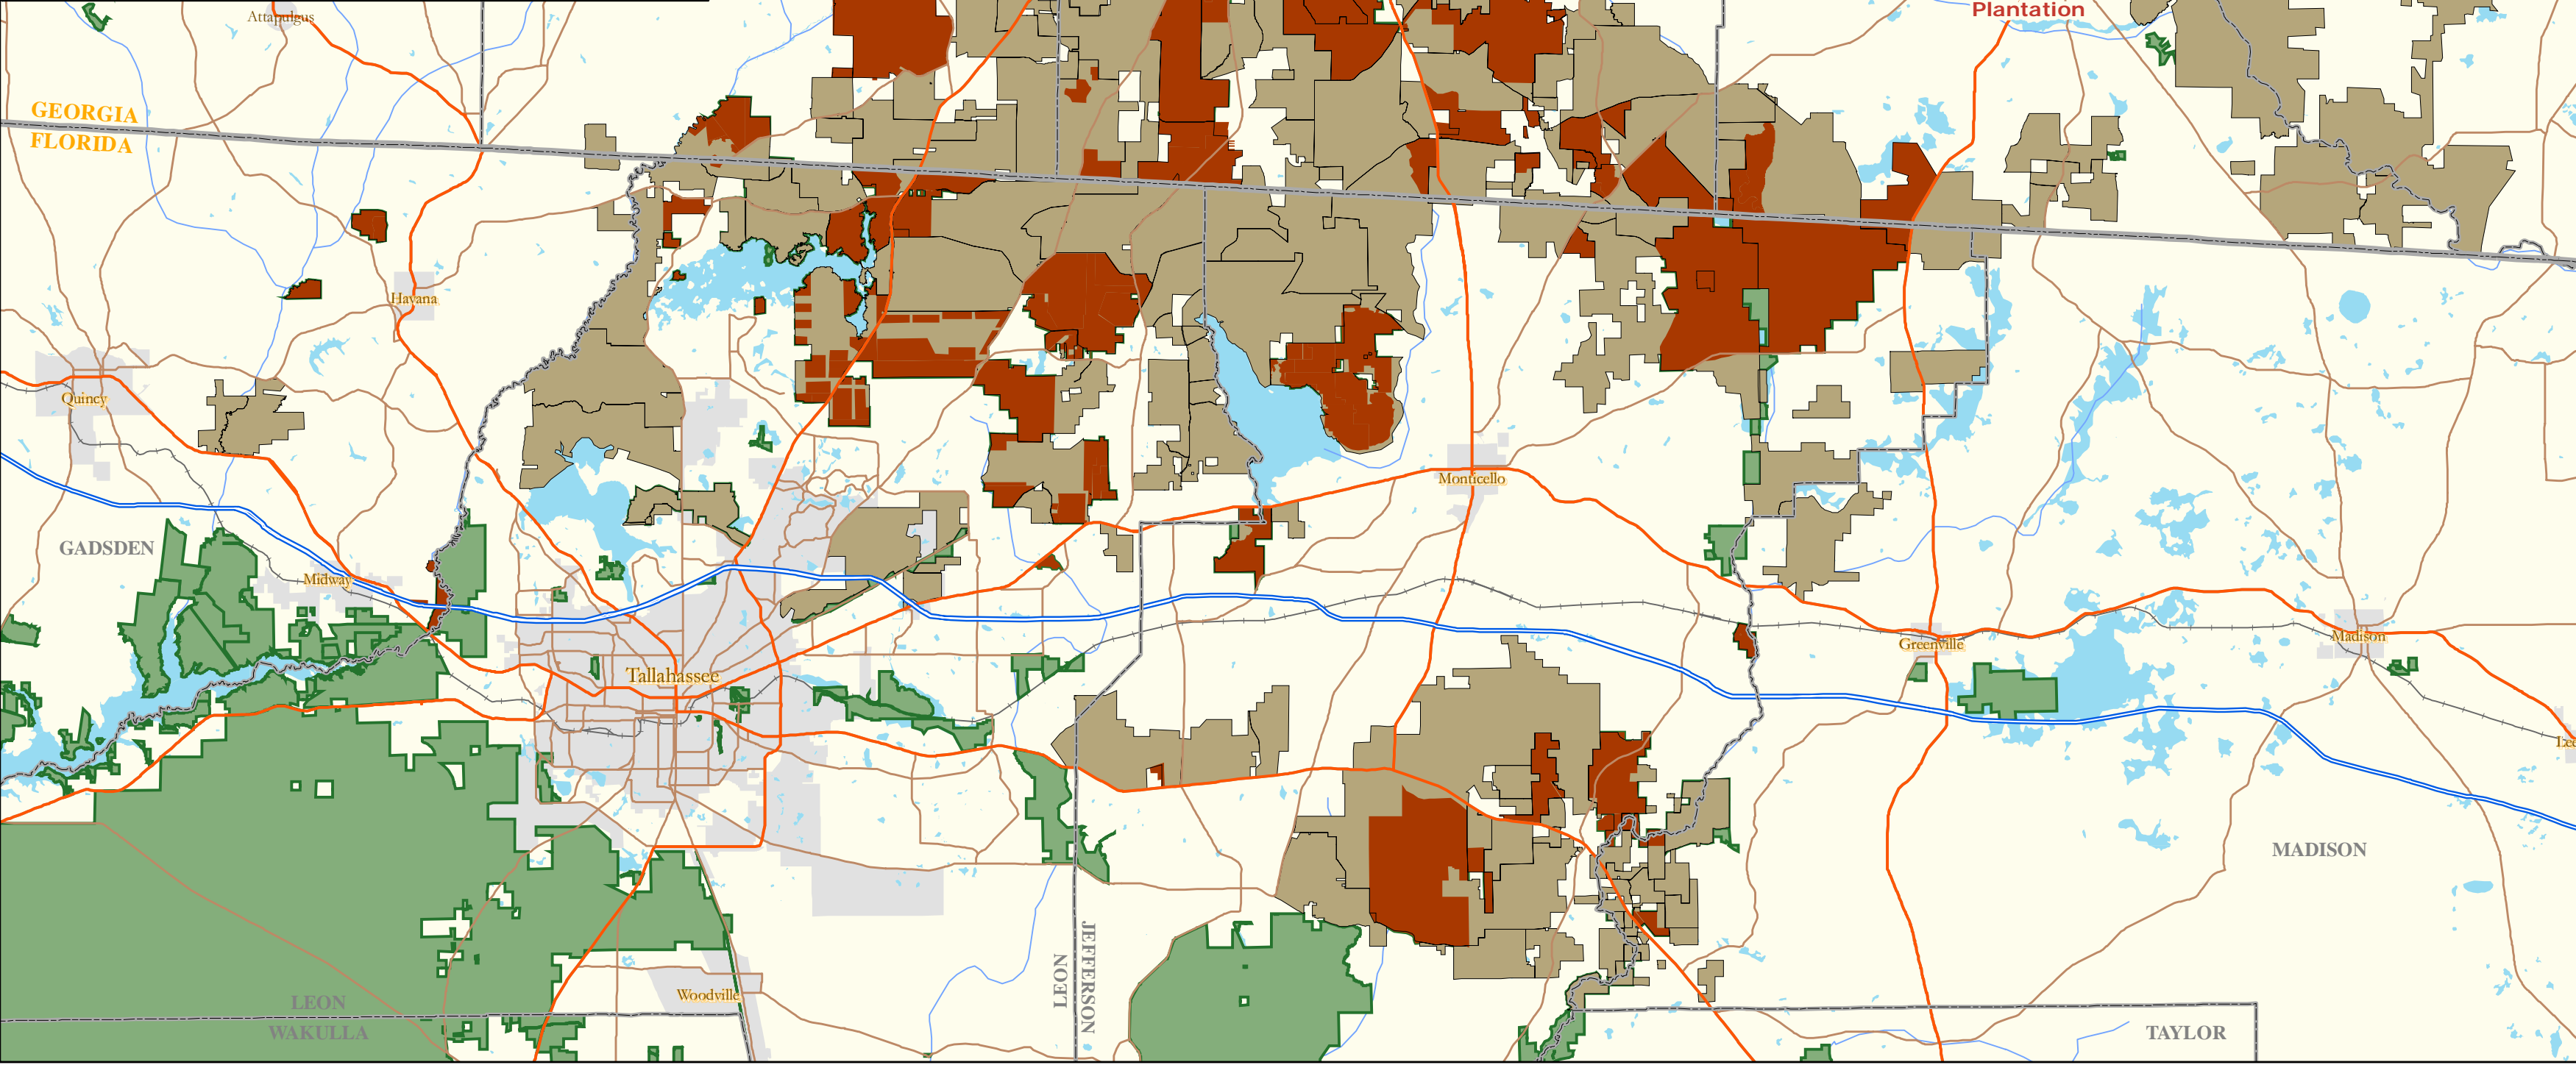 Attapulgus
Plantation
GEORGIA
FLORIDA
Havana
Quincy
Monticello
GADSDEN
Midway
Greenville
Madison
Tallahassee
MADISON
LEON
JEFFERSON
Woodville
LEON
WAKULLA
TAYLOR